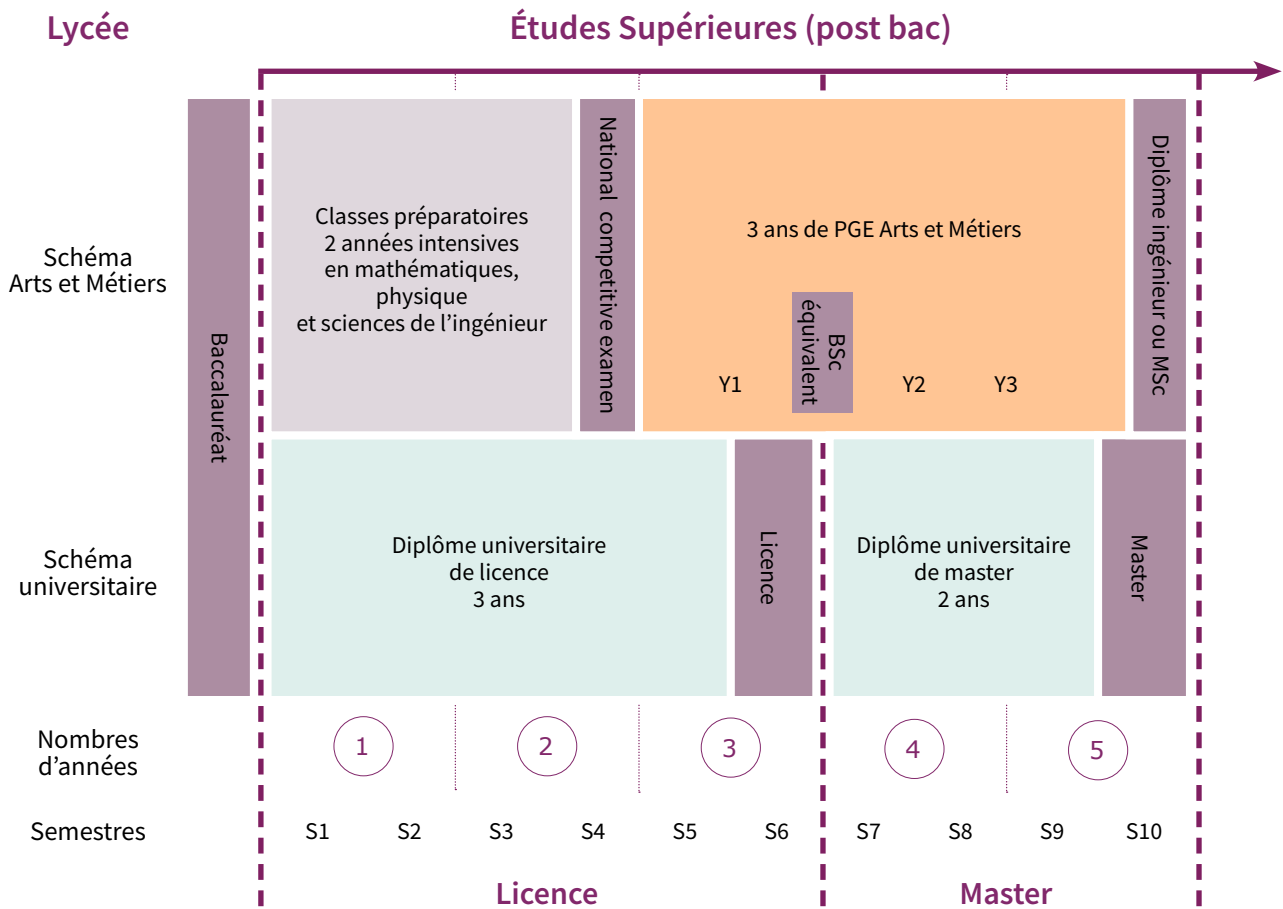 Lycée
Études Supérieures (post bac)
Schéma
Arts et Métiers
Baccalauréat
Classes préparatoires
2 années intensives
en mathématiques,
physique
et sciences de l’ingénieur
National competitive examen
3 ans de PGE Arts et Métiers
BSc
équivalent
Y1
Y2
Y3
Diplôme ingénieur ou MSc
Schéma
universitaire
Diplôme universitaire
de licence
3 ans
Licence
Diplôme universitaire
de master
2 ans
Master
Nombres
d’années
1
2
3
4
5
Semestres
S1
S2
S3
S4
S5
S6
S7
S8
S9
S10
Licence
Master